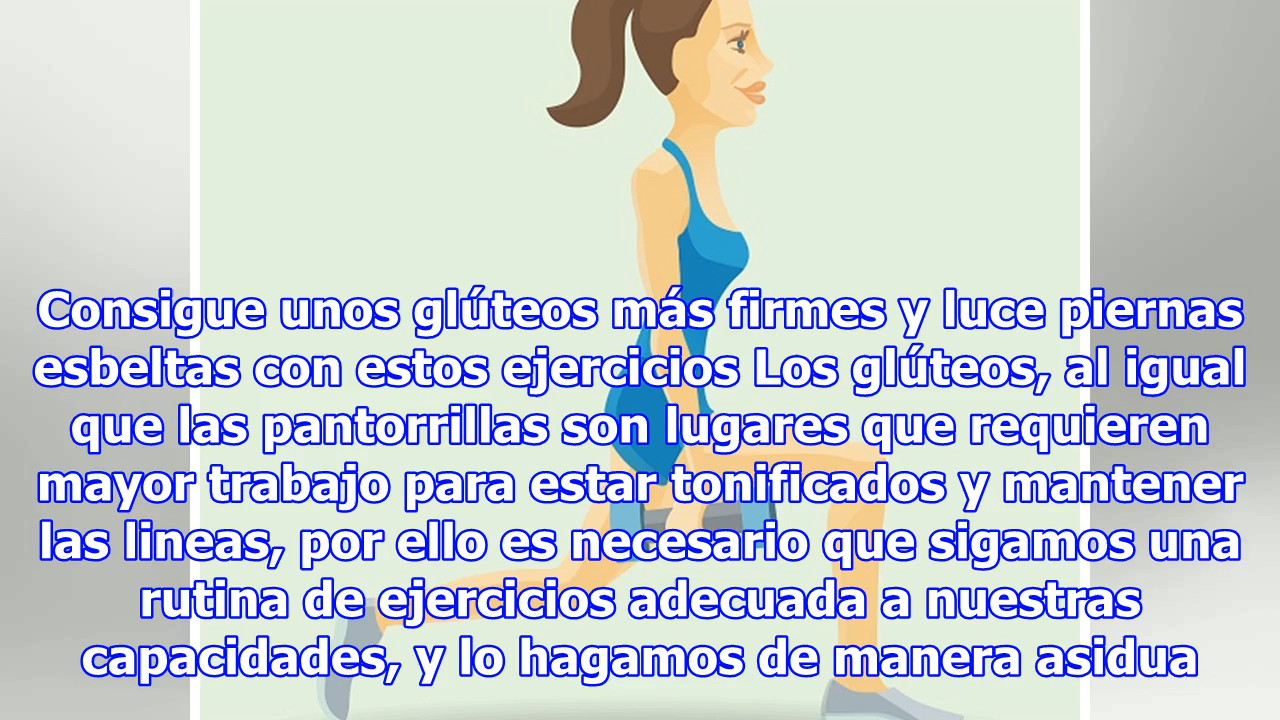 Consigue unos glúteos más firmes y luce piernas
esbeltas con estos ejercicios Los glúteos, al igual
que las pantorrillas son lugares que requieren
mayor trabajo para estar tonificados y mantener
las lineas, por ello es necesario que sigamos una
rutina de ejercicios adecuada a nuestras
capacidades, y lo hagamos de manera asidua